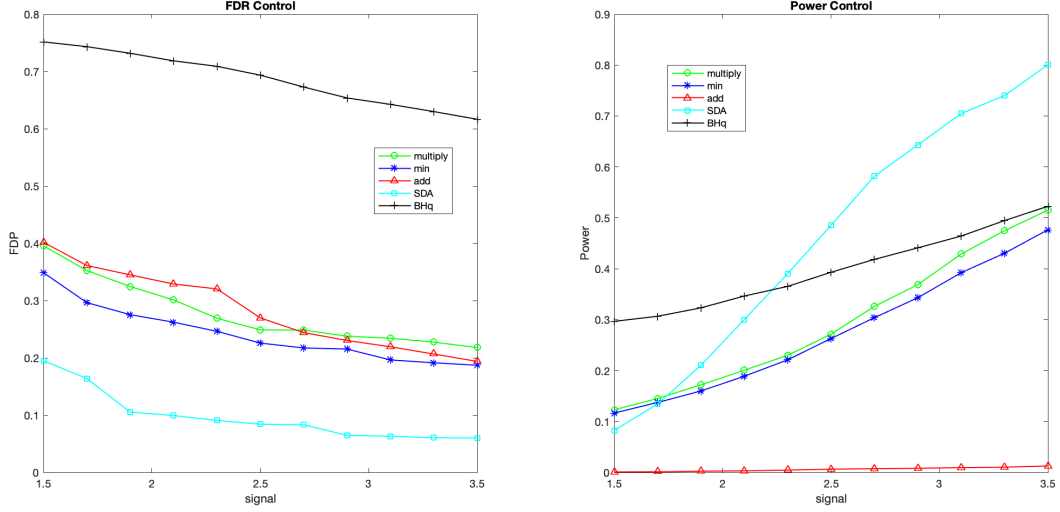 FDR Control
0.8
0.7
0.6
0.5
0.4
0.3
0.2
0.1
0
FDP
1.5
2
2.5
3
3.5
signal
multiply
min
add
SDA
BHq
Power Control
0.9
0.8
0.7
0.6
0.5
0.4
0.3
0.2
0.1
0
Power
1.5
2
2.5
3
3.5
signal
multiply
min
add
SDA
BHq